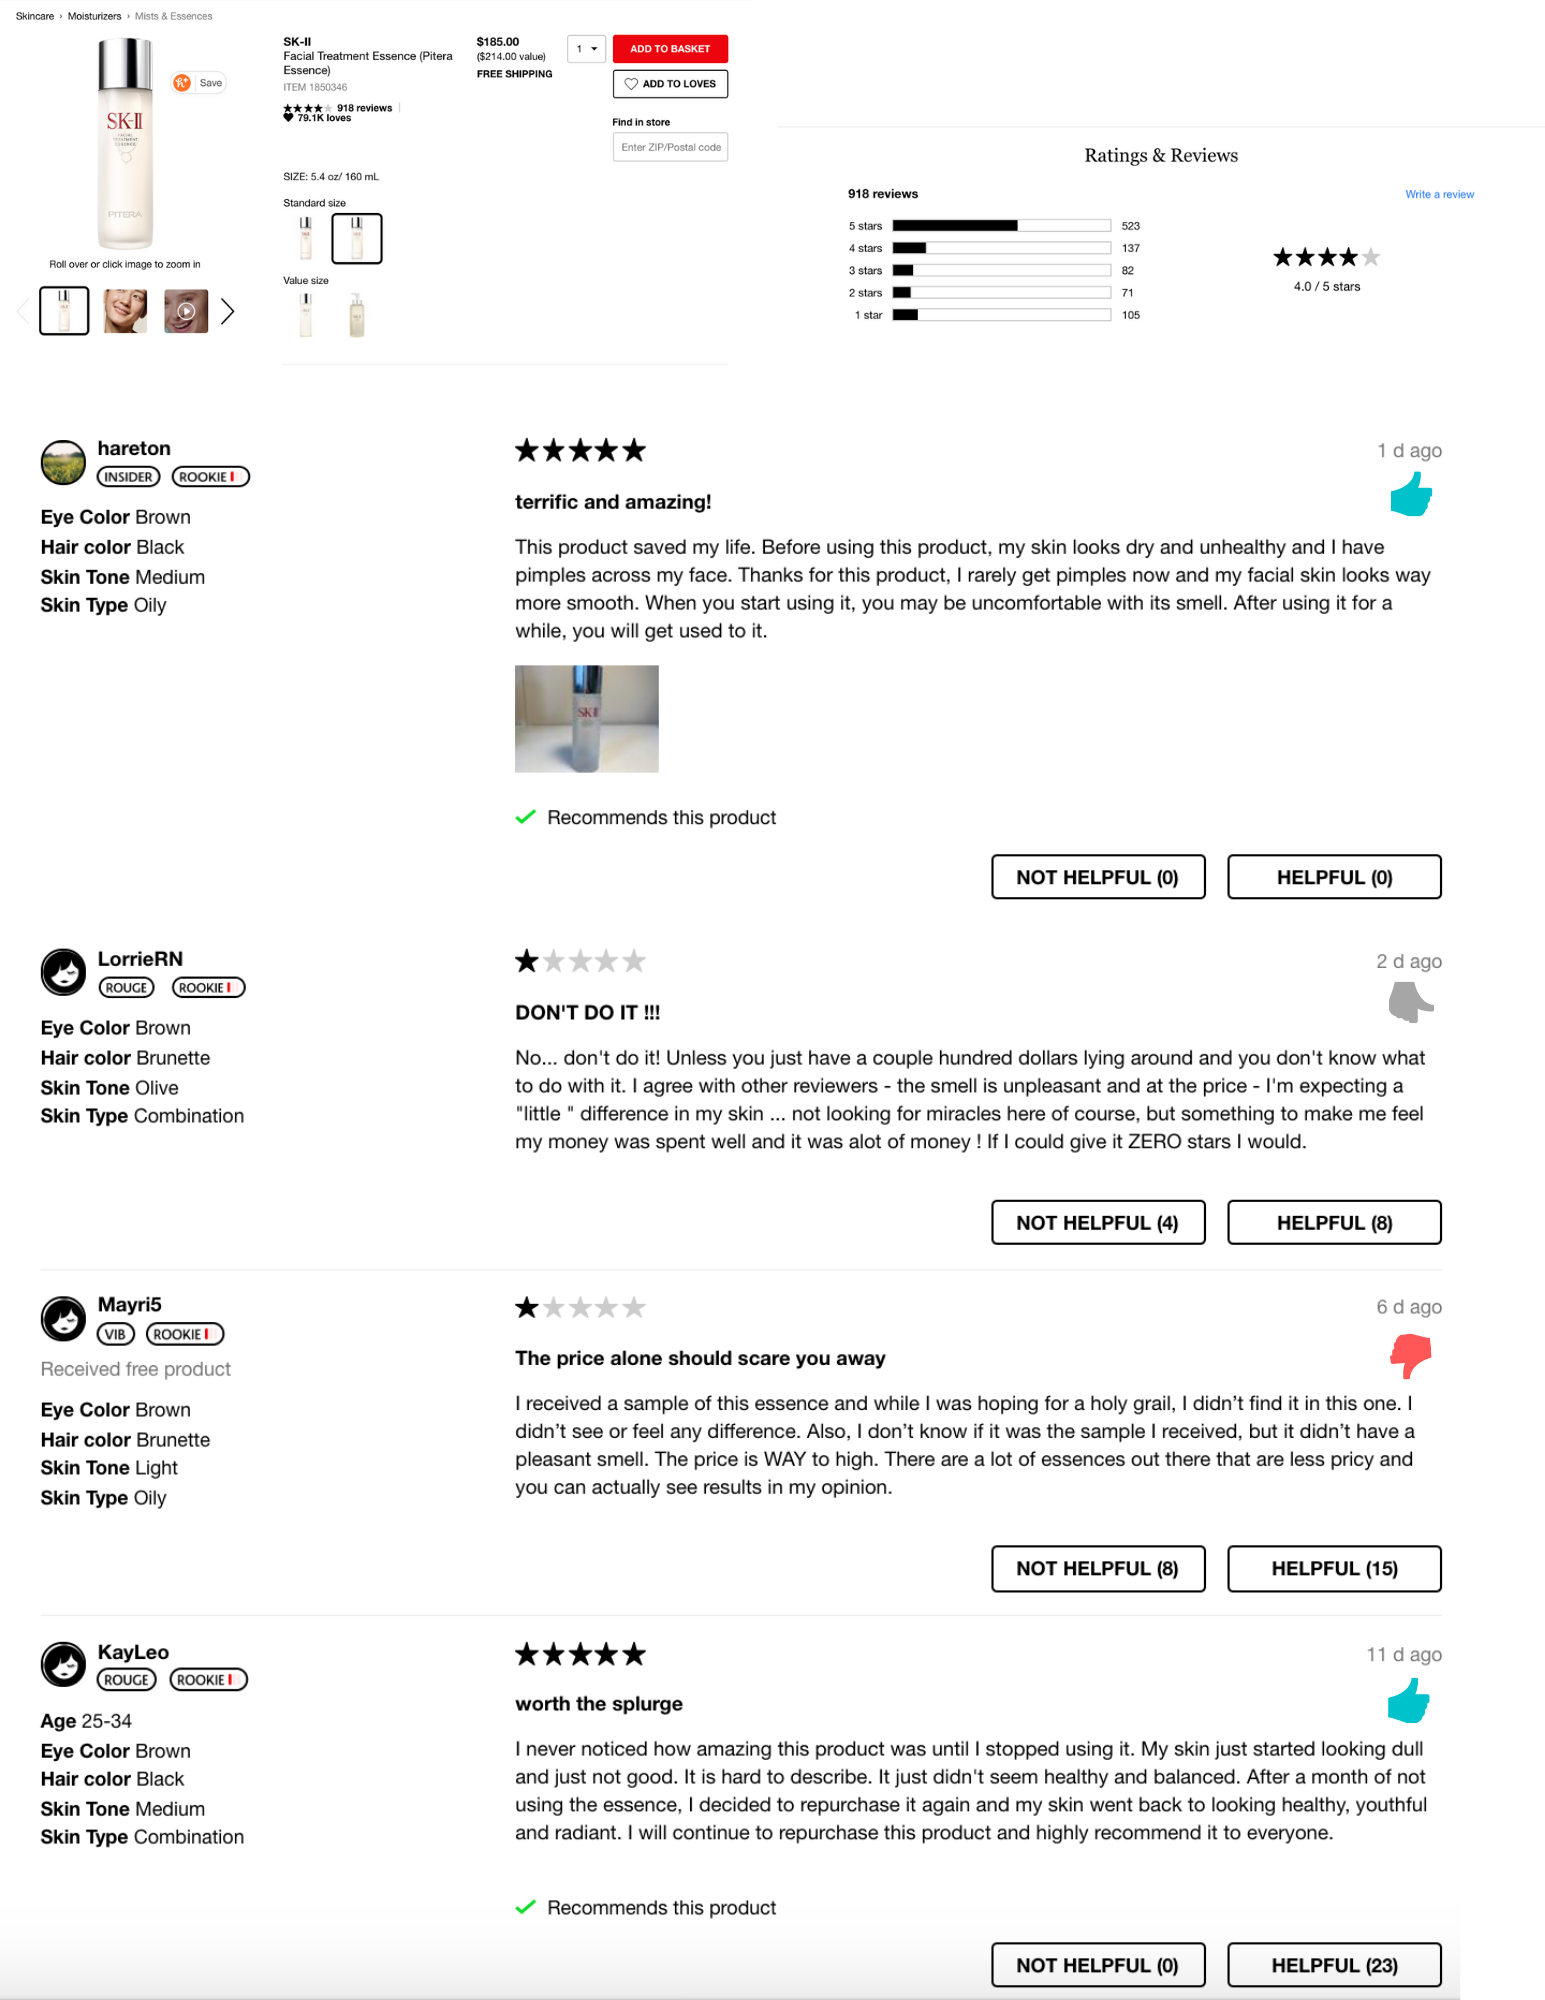 Skincare › Moisturizers › Mists & Essences
Save
SK-II
FACIAL
TREATMENT
ESSENCE
PITERA
Roll over or click image to zoom in
SK-II
Facial Treatment Essence (Pitera
Essence)
ITEM 1850346
918 reviews
79.1K loves
$185.00
($214.00 value)
FREE SHIPPING
1
ADD TO BASKET
ADD TO LOVES
Find in store
Enter ZIP/Postal code
SIZE: 5.4 oz/ 160 mL
Standard size
Value size
Ratings & Reviews
918 reviews
Write a review
5 stars 523
4 stars 137
3 stars 82
2 stars 71
1 star 105
4.0 / 5 stars
hareton
INSIDER ROOKIE
Eye Color Brown
Hair color Black
Skin Tone Medium
Skin Type Oily
1 d ago
terrific and amazing!
This product saved my life. Before using this product, my skin looks dry and unhealthy and I have
pimples across my face. Thanks for this product, I rarely get pimples now and my facial skin looks way
more smooth. When you start using it, you may be uncomfortable with its smell. After using it for a
while, you will get used to it.
SK-II
Recommends this product
NOT HELPFUL (0) HELPFUL (0)
LorrieRN
ROUGE ROOKIE
Eye Color Brown
Hair color Brunette
Skin Tone Olive
Skin Type Combination
2 d ago
DON'T DO IT !!!
No... don't do it! Unless you just have a couple hundred dollars lying around and you don't know what
to do with it. I agree with other reviewers - the smell is unpleasant and at the price - I'm expecting a
"little " difference in my skin ... not looking for miracles here of course, but something to make me feel
my money was spent well and it was alot of money ! If I could give it ZERO stars I would.
NOT HELPFUL (4) HELPFUL (8)
Mayri5
VIB ROOKIE
Received free product
Eye Color Brown
Hair color Brunette
Skin Tone Light
Skin Type Oily
6 d ago
The price alone should scare you away
I received a sample of this essence and while I was hoping for a holy grail, I didn’t find it in this one. I
didn’t see or feel any difference. Also, I don’t know if it was the sample I received, but it didn’t have a
pleasant smell. The price is WAY to high. There are a lot of essences out there that are less pricy and
you can actually see results in my opinion.
NOT HELPFUL (8) HELPFUL (15)
KayLeo
ROUGE ROOKIE
Age 25-34
Eye Color Brown
Hair color Black
Skin Tone Medium
Skin Type Combination
11 d ago
worth the splurge
I never noticed how amazing this product was until I stopped using it. My skin just started looking dull
and just not good. It is hard to describe. It just didn't seem healthy and balanced. After a month of not
using the essence, I decided to repurchase it again and my skin went back to looking healthy, youthful
and radiant. I will continue to repurchase this product and highly recommend it to everyone.
Recommends this product
NOT HELPFUL (0) HELPFUL (23)